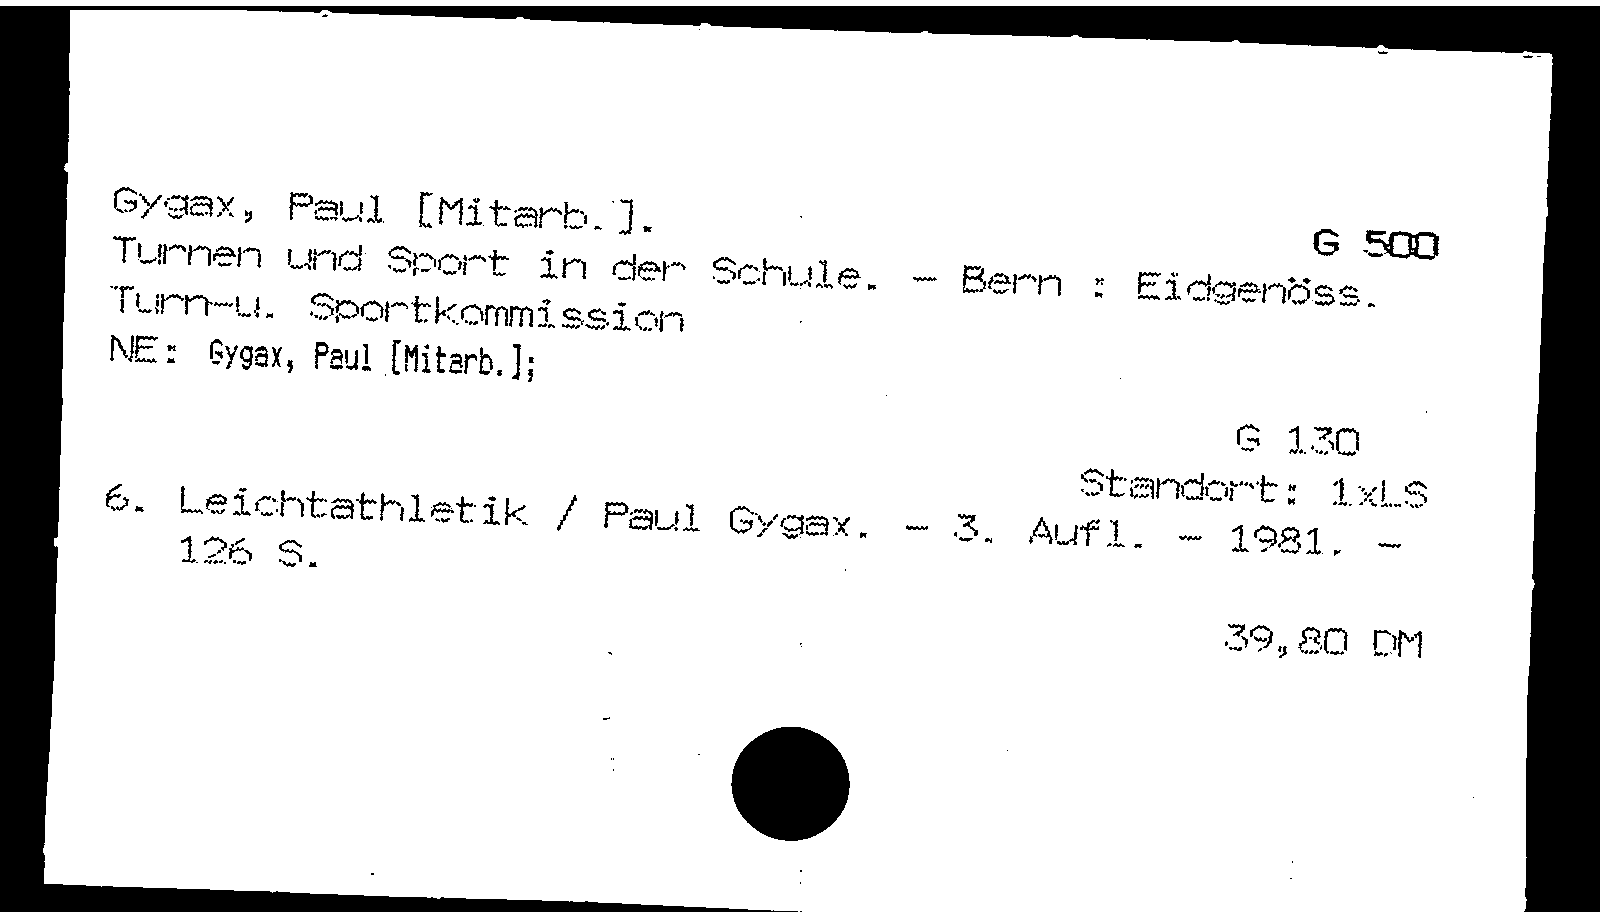 Gygax, Paul [Mitarb.].
G 500
Turnen und Sport in der Schule. - Bern : Eidgenöss.
Turn-u. Sportkommission
NE: Gygax, Paul [Mitarb.];
G 130
Standort: 1xLS
6. Leichtathletik / Paul Gygax. - 3. Aufl. - 1981. -
126 S.
39,80 DM